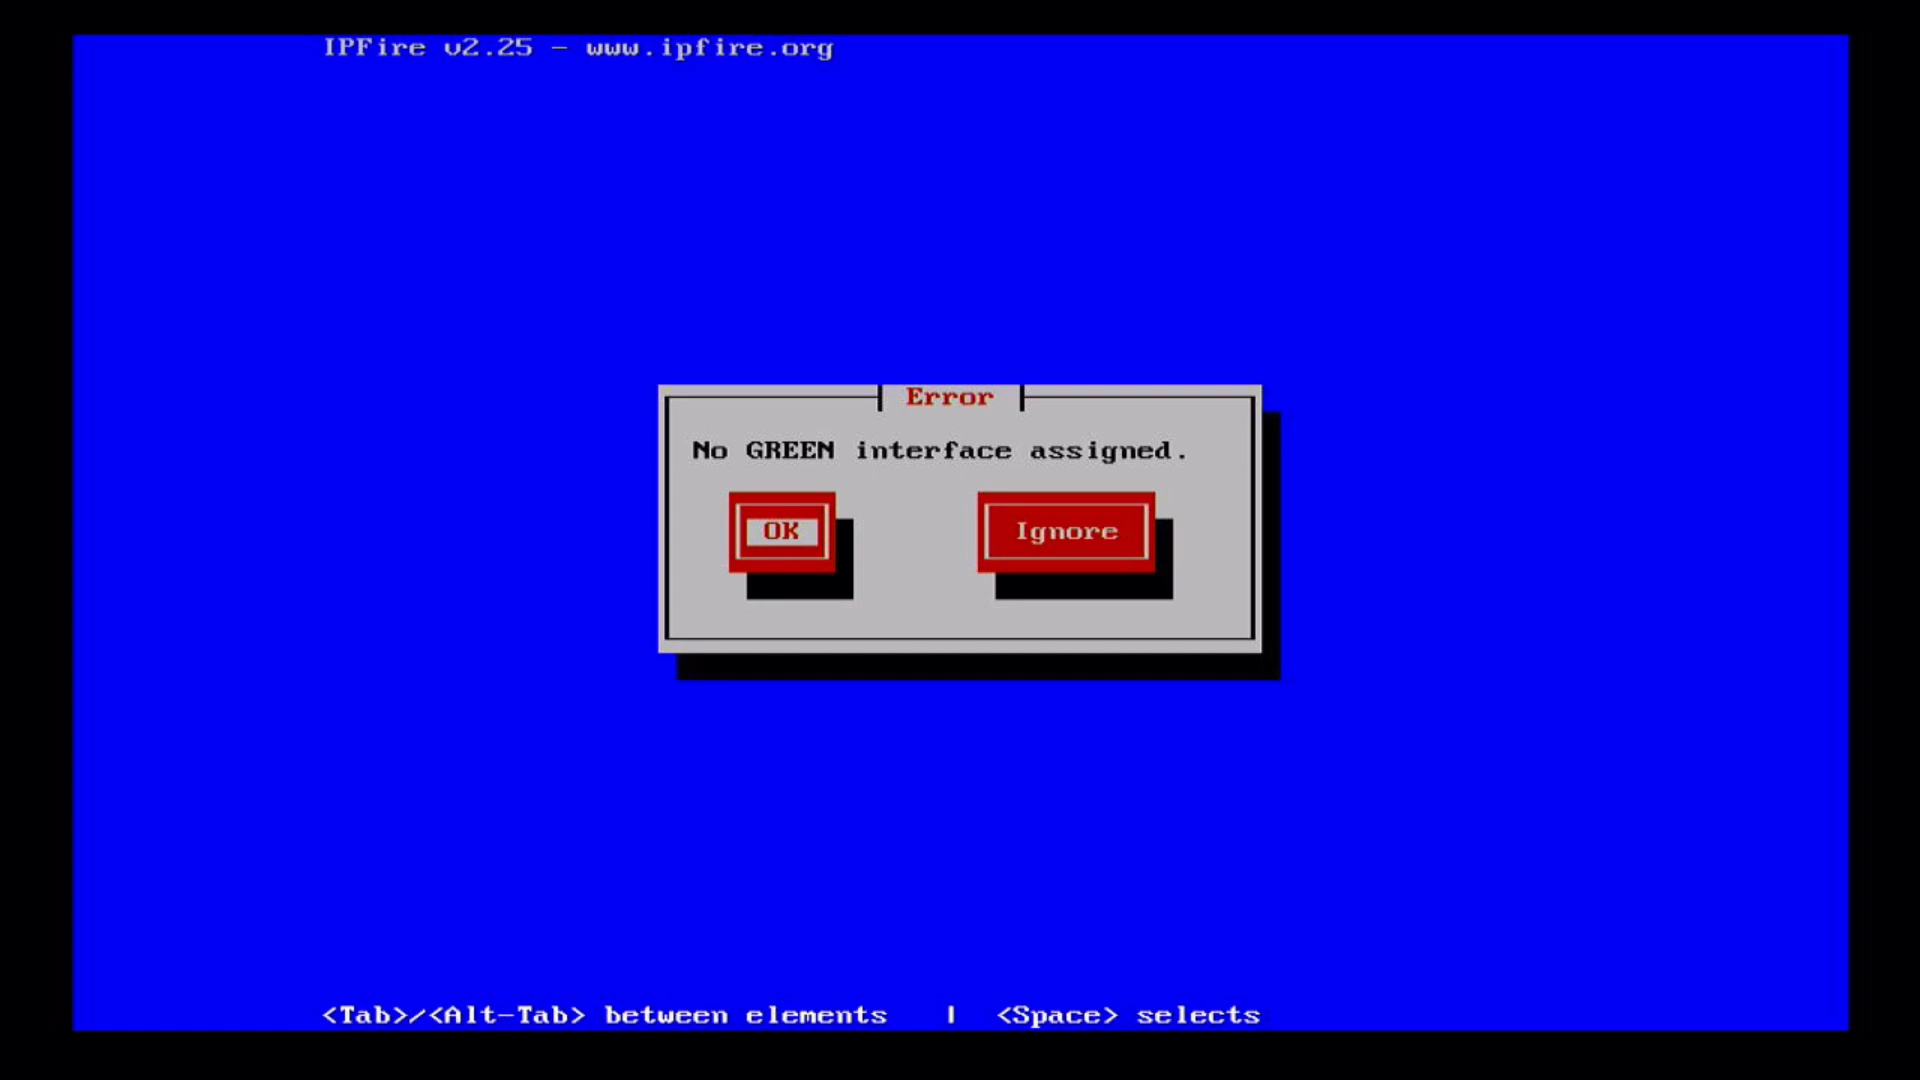 IPFire v2.25 - www.ipfire.org
Error
No GREEN interface assigned.
OK
Ignore
<Tab>/<Alt-Tab> between elements | <Space> selects